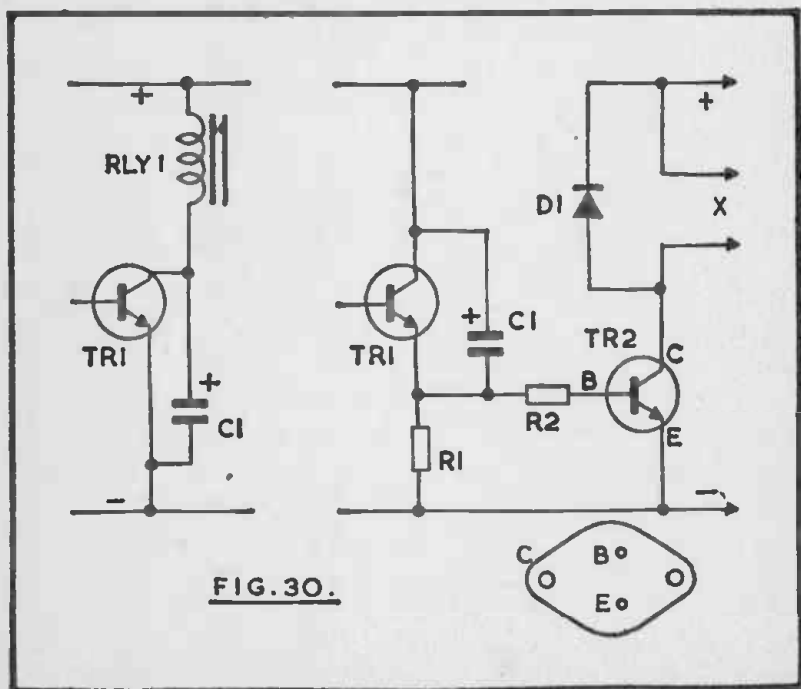 +
RLY1
TR1
+
C1
-
+
TR1
C1
R1
R2
B
TR2
C
E
D1
+
X
-
C
B
E
FIG.30.